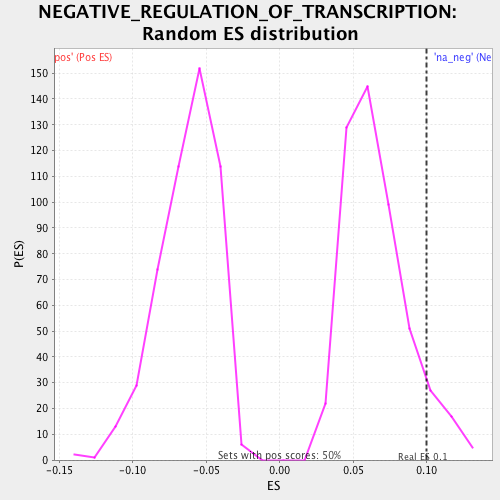 NEGATIVE_REGULATION_OF_TRANSCRIPTION:
Random ES distribution
pos' (Pos ES)
'na_neg' (Ne
150
140
130
120
110
100
90
80
70
60
50
40
30
20
10
0
P(ES)
Sets with pos scores: 50%
Real ES 0.1
-0.15 -0.10 -0.05 0.00 0.05 0.10
ES